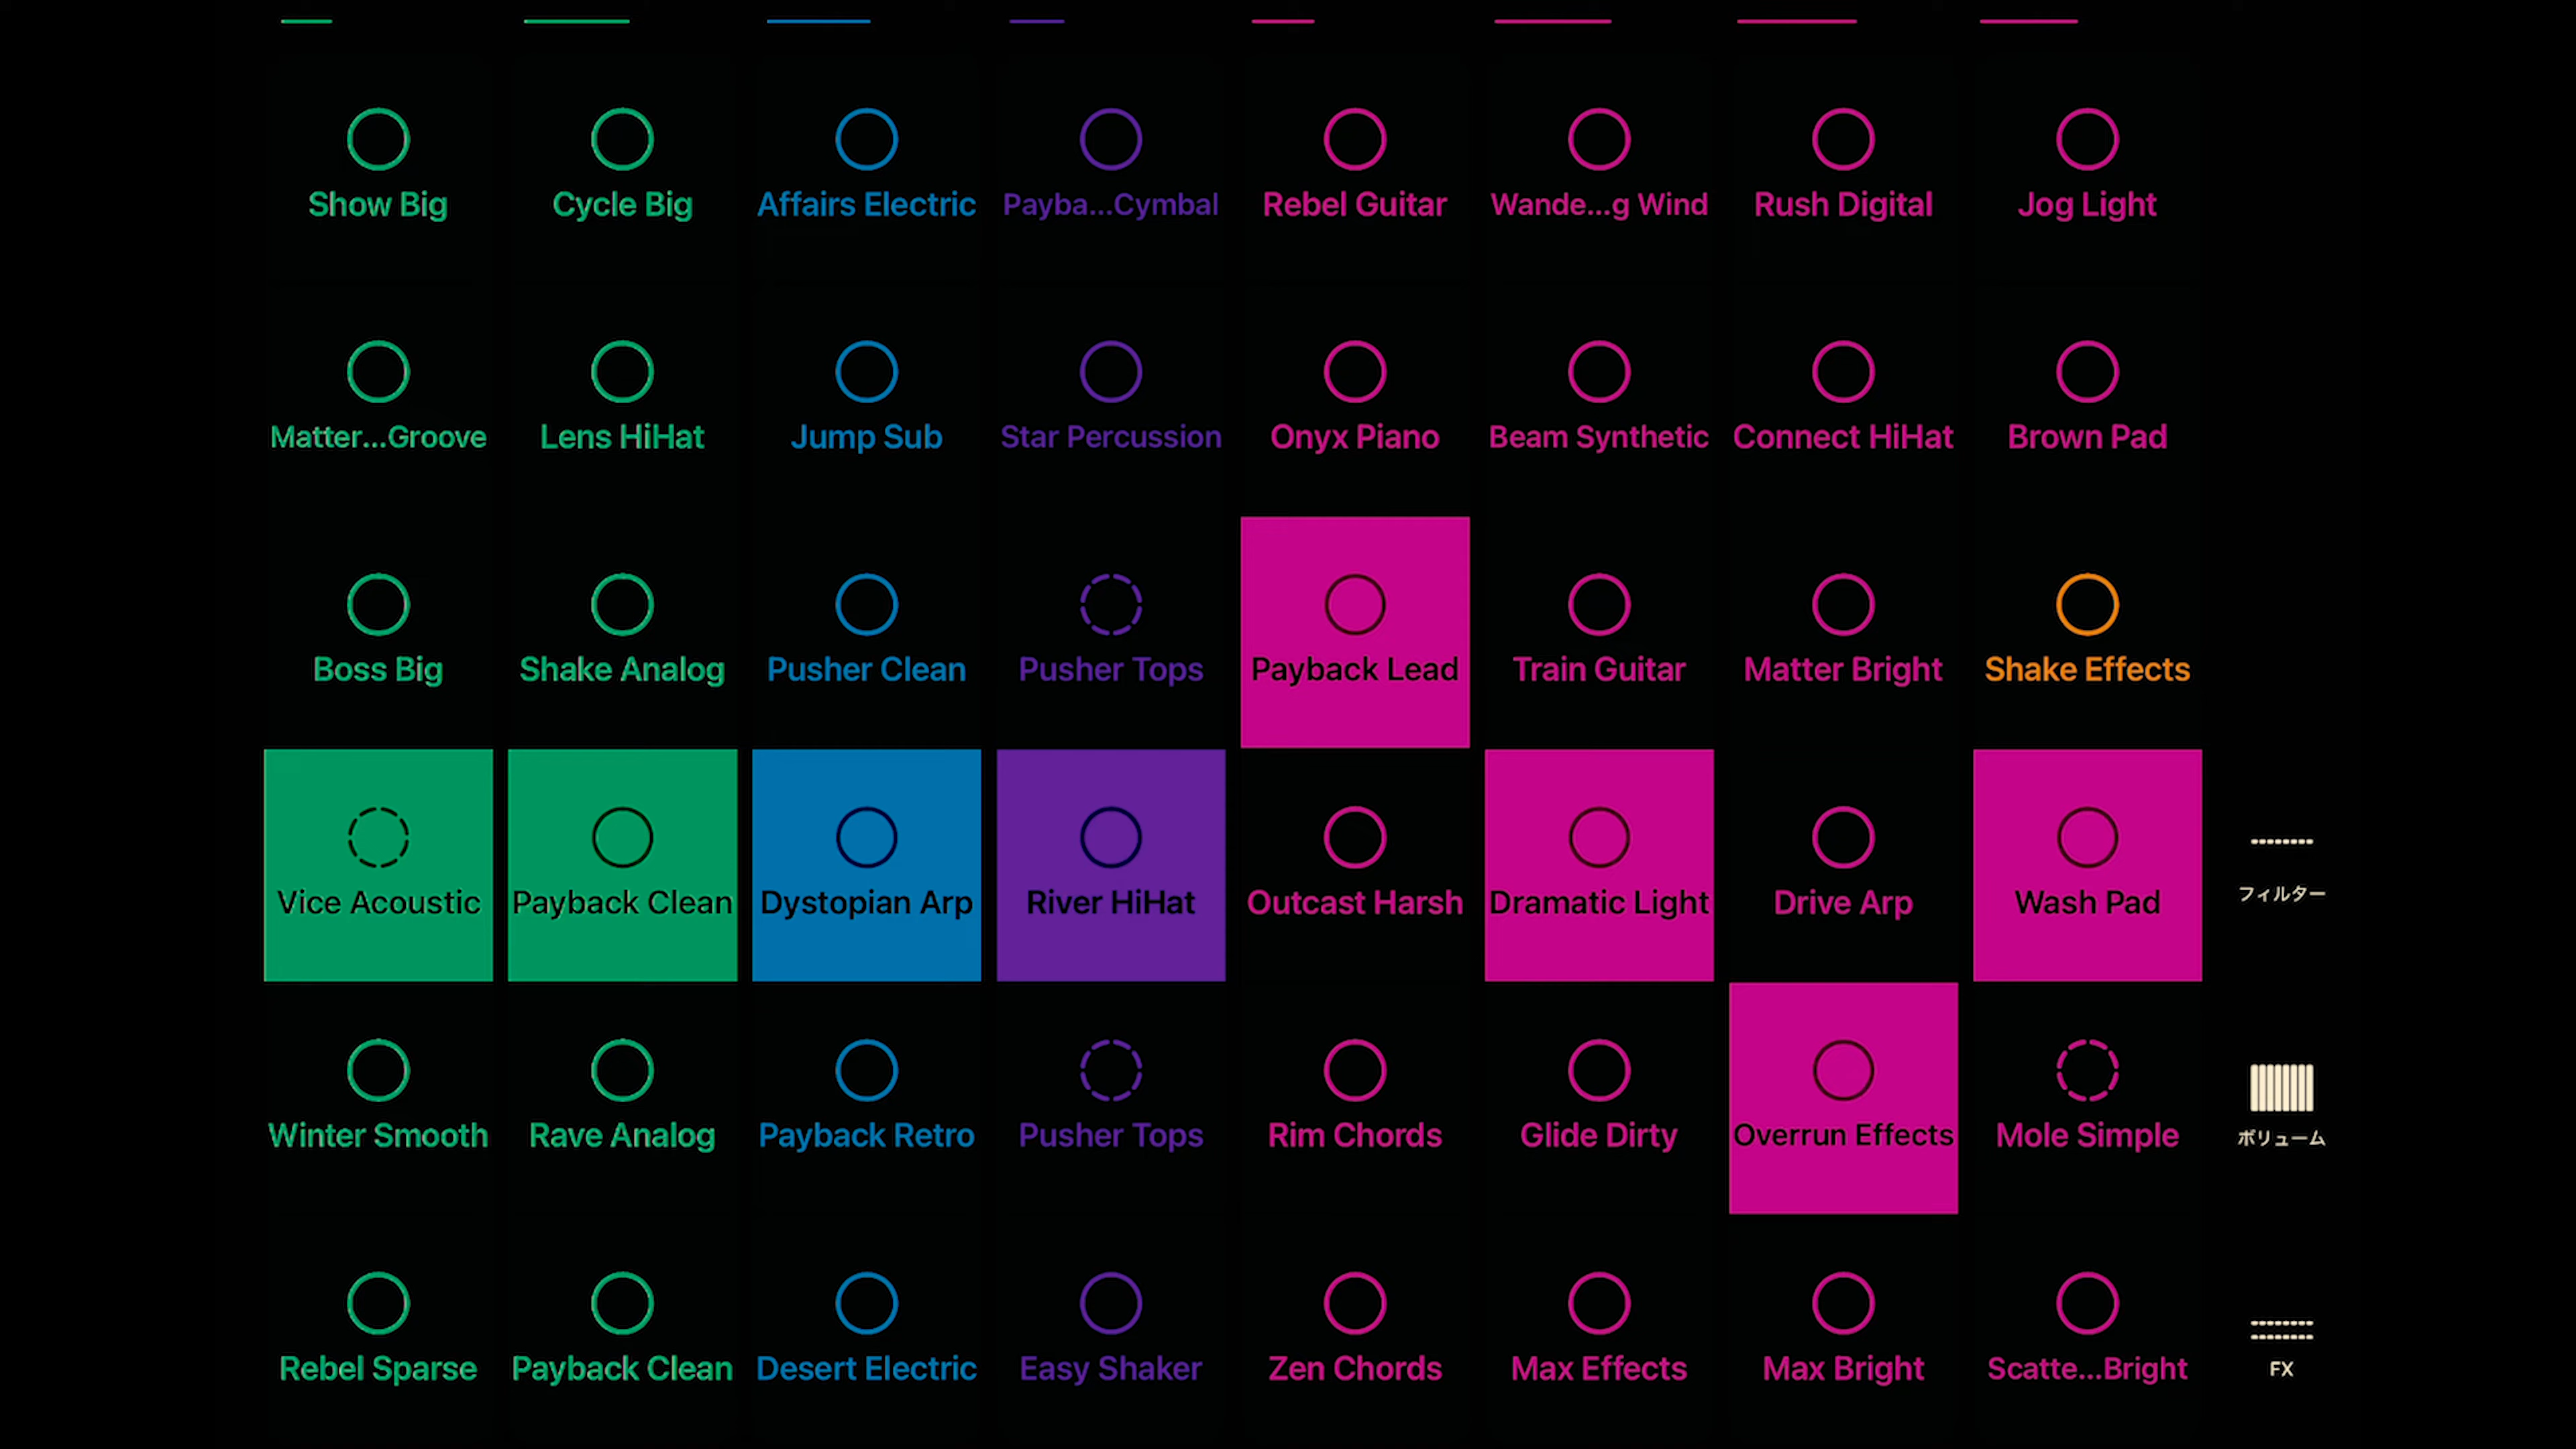 Show Big
Cycle Big
Affairs Electric
Payba...Cymbal
Rebel Guitar
Wande...g Wind
Rush Digital
Jog Light
Matter...Groove
Lens HiHat
Jump Sub
Star Percussion
Onyx Piano
Beam Synthetic
Connect HiHat
Brown Pad
Boss Big
Shake Analog
Pusher Clean
Pusher Tops
Payback Lead
Train Guitar
Matter Bright
Shake Effects
Vice Acoustic
Payback Clean
Dystopian Arp
River HiHat
Outcast Harsh
Dramatic Light
Drive Arp
Wash Pad
フィルター
Winter Smooth
Rave Analog
Payback Retro
Pusher Tops
Rim Chords
Glide Dirty
Overrun Effects
Mole Simple
ボリューム
Rebel Sparse
Payback Clean
Desert Electric
Easy Shaker
Zen Chords
Max Effects
Max Bright
Scatte...Bright
FX